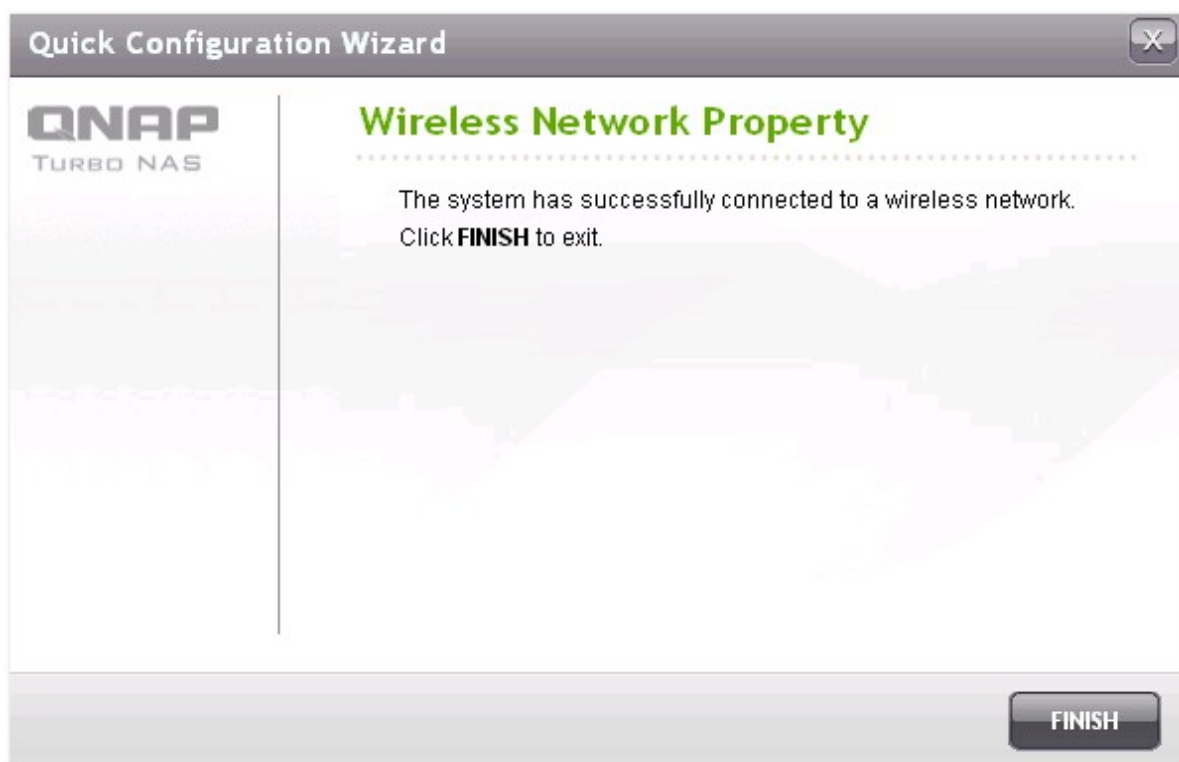 Quick Configuration Wizard
X
QNAP
TURBO NAS
Wireless Network Property
The system has successfully connected to a wireless network.
Click FINISH to exit.
FINISH